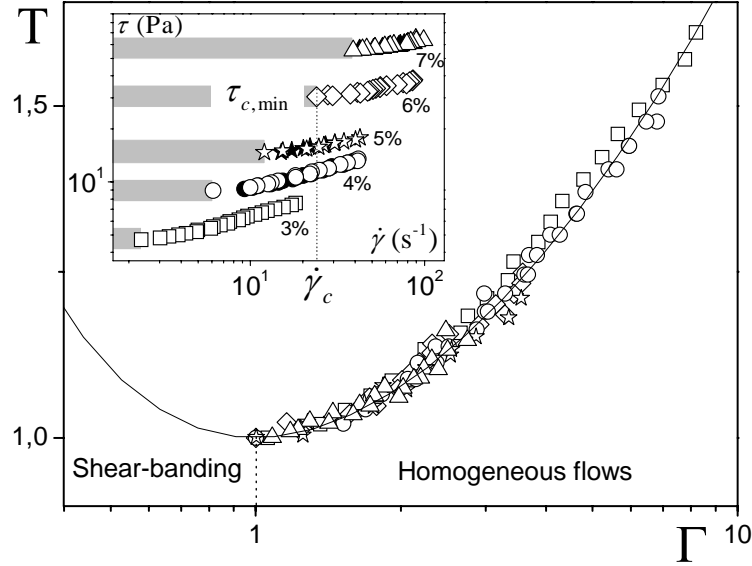 T
τ (Pa)
7%
τc,min
6%
1,5
5%
10¹
4%
3%
γ̇ (s⁻¹)
10¹
γ̇c
10²
1,0
Shear-banding
Homogeneous flows
1
Γ
10